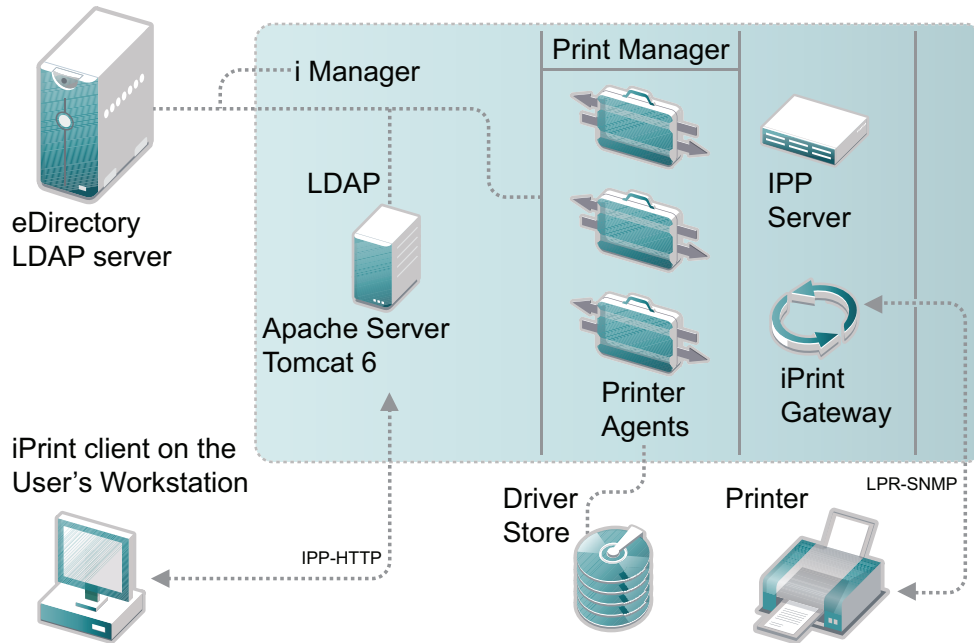 Print Manager
i Manager
LDAP
IPP
Server
eDirectory
LDAP server
Apache Server
Tomcat 6
Printer
Agents
iPrint
Gateway
iPrint client on the
User's Workstation
IPP-HTTP
Driver
Store
Printer
LPR-SNMP